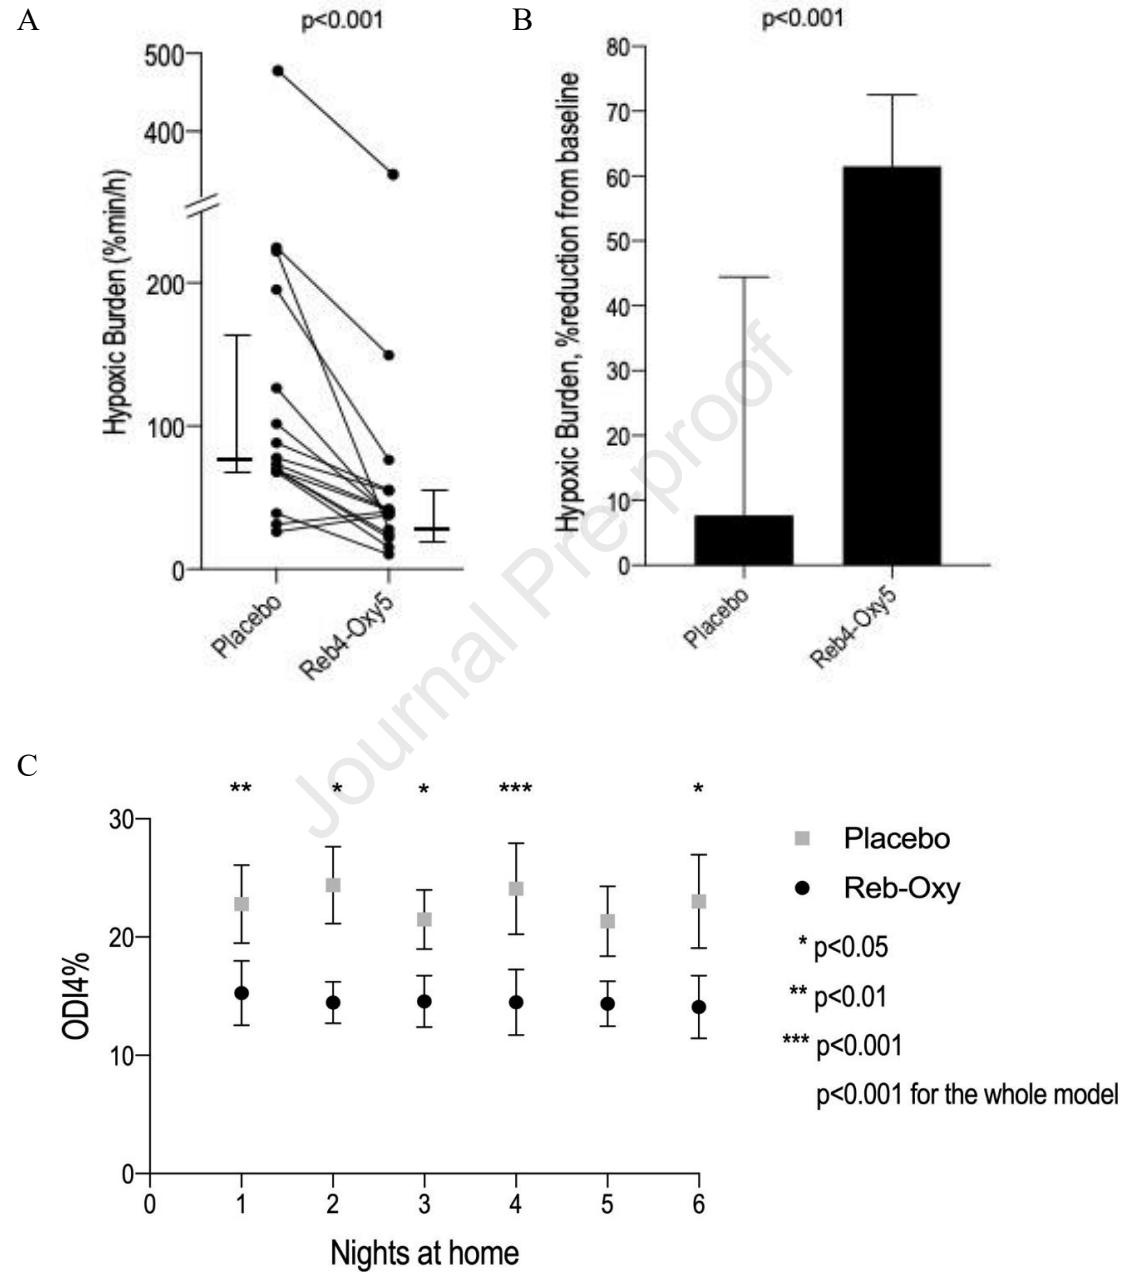 A
p<0.001
500
400
200
100
0
Hypoxic Burden (%min/h)
Placebo
Reb4-Oxy5
B
p<0.001
80
70
60
50
40
30
20
10
0
Hypoxic Burden, %reduction from baseline
Placebo
Reb4-Oxy5
Journal Pre-proof
C
** * * *** *
30
20
10
0
ODI4%
0 1 2 3 4 5 6
Nights at home
Placebo
Reb-Oxy
* p<0.05
** p<0.01
*** p<0.001
p<0.001 for the whole model